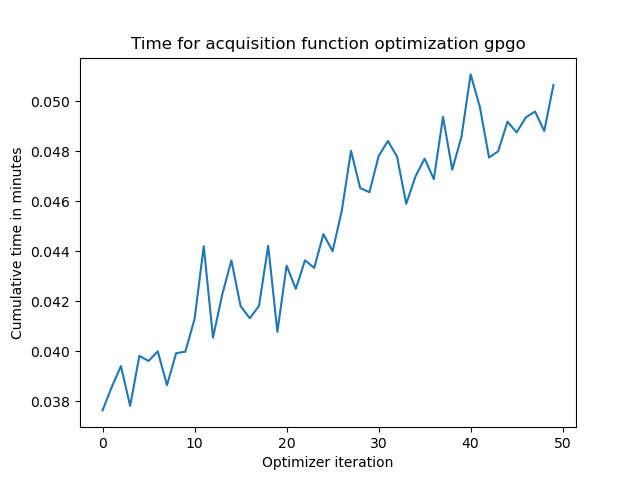 Time for acquisition function optimization gpgo
0.050
0.048
0.046
0.044
0.042
0.040
0.038
Cumulative time in minutes
0 10 20 30 40 50
Optimizer iteration